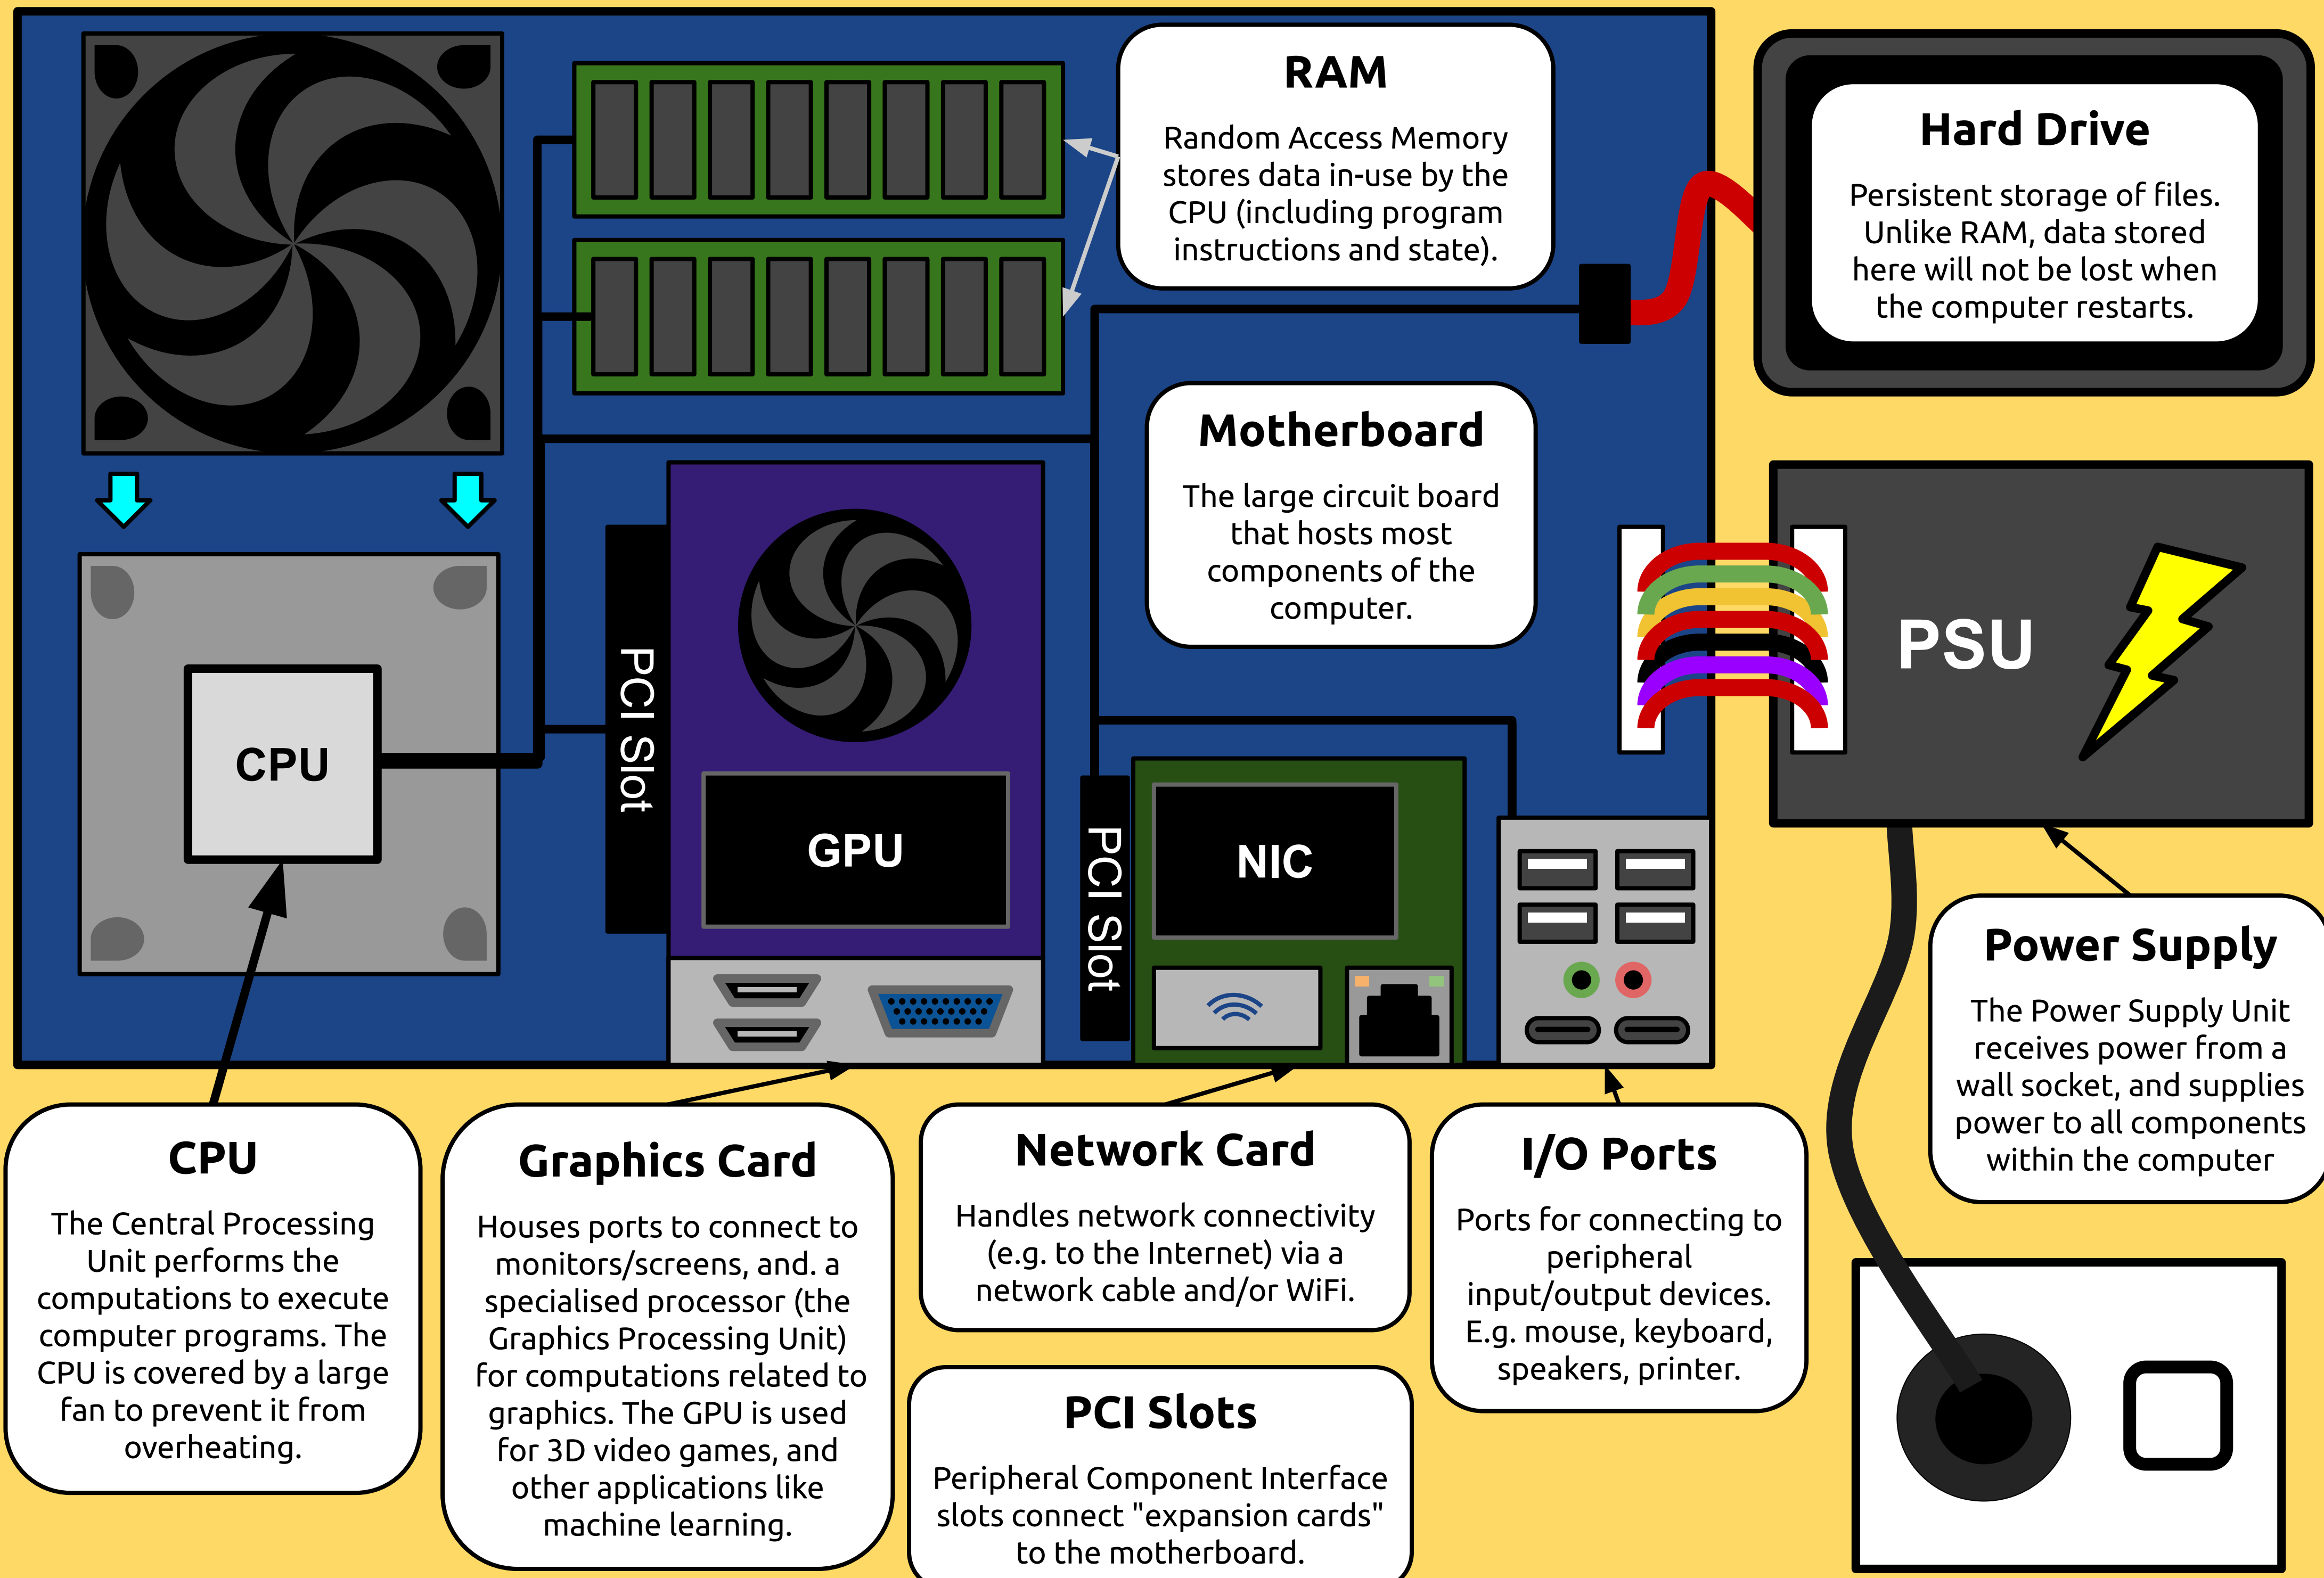 RAM
Random Access Memory
stores data in-use by the
CPU (including program
instructions and state).
Hard Drive
Persistent storage of files.
Unlike RAM, data stored
here will not be lost when
the computer restarts.
Motherboard
The large circuit board
that hosts most
components of the
computer.
PSU
CPU
PCI Slot
GPU
PCI Slot
NIC
Power Supply
The Power Supply Unit
receives power from a
wall socket, and supplies
power to all components
within the computer
CPU
The Central Processing
Unit performs the
computations to execute
computer programs. The
CPU is covered by a large
fan to prevent it from
overheating.
Graphics Card
Houses ports to connect to
monitors/screens, and. a
specialised processor (the
Graphics Processing Unit)
for computations related to
graphics. The GPU is used
for 3D video games, and
other applications like
machine learning.
Network Card
Handles network connectivity
(e.g. to the Internet) via a
network cable and/or WiFi.
PCI Slots
Peripheral Component Interface
slots connect "expansion cards"
to the motherboard.
I/O Ports
Ports for connecting to
peripheral
input/output devices.
E.g. mouse, keyboard,
speakers, printer.